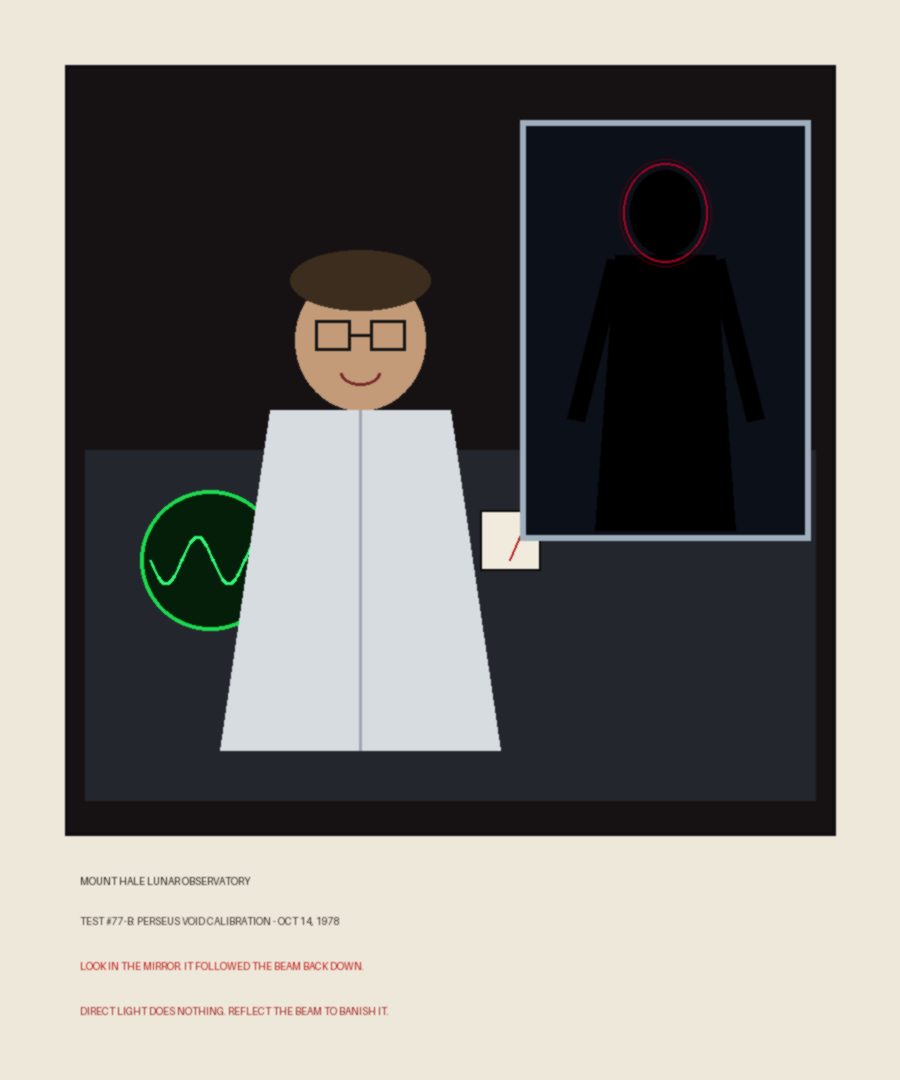 MOUNT HALE LUNAR OBSERVATORY
TEST #77-B: PERSEUS VOID CALIBRATION - OCT 14, 1978
LOOK IN THE MIRROR. IT FOLLOWED THE BEAM BACK DOWN.
DIRECT LIGHT DOES NOTHING. REFLECT THE BEAM TO BANISH IT.